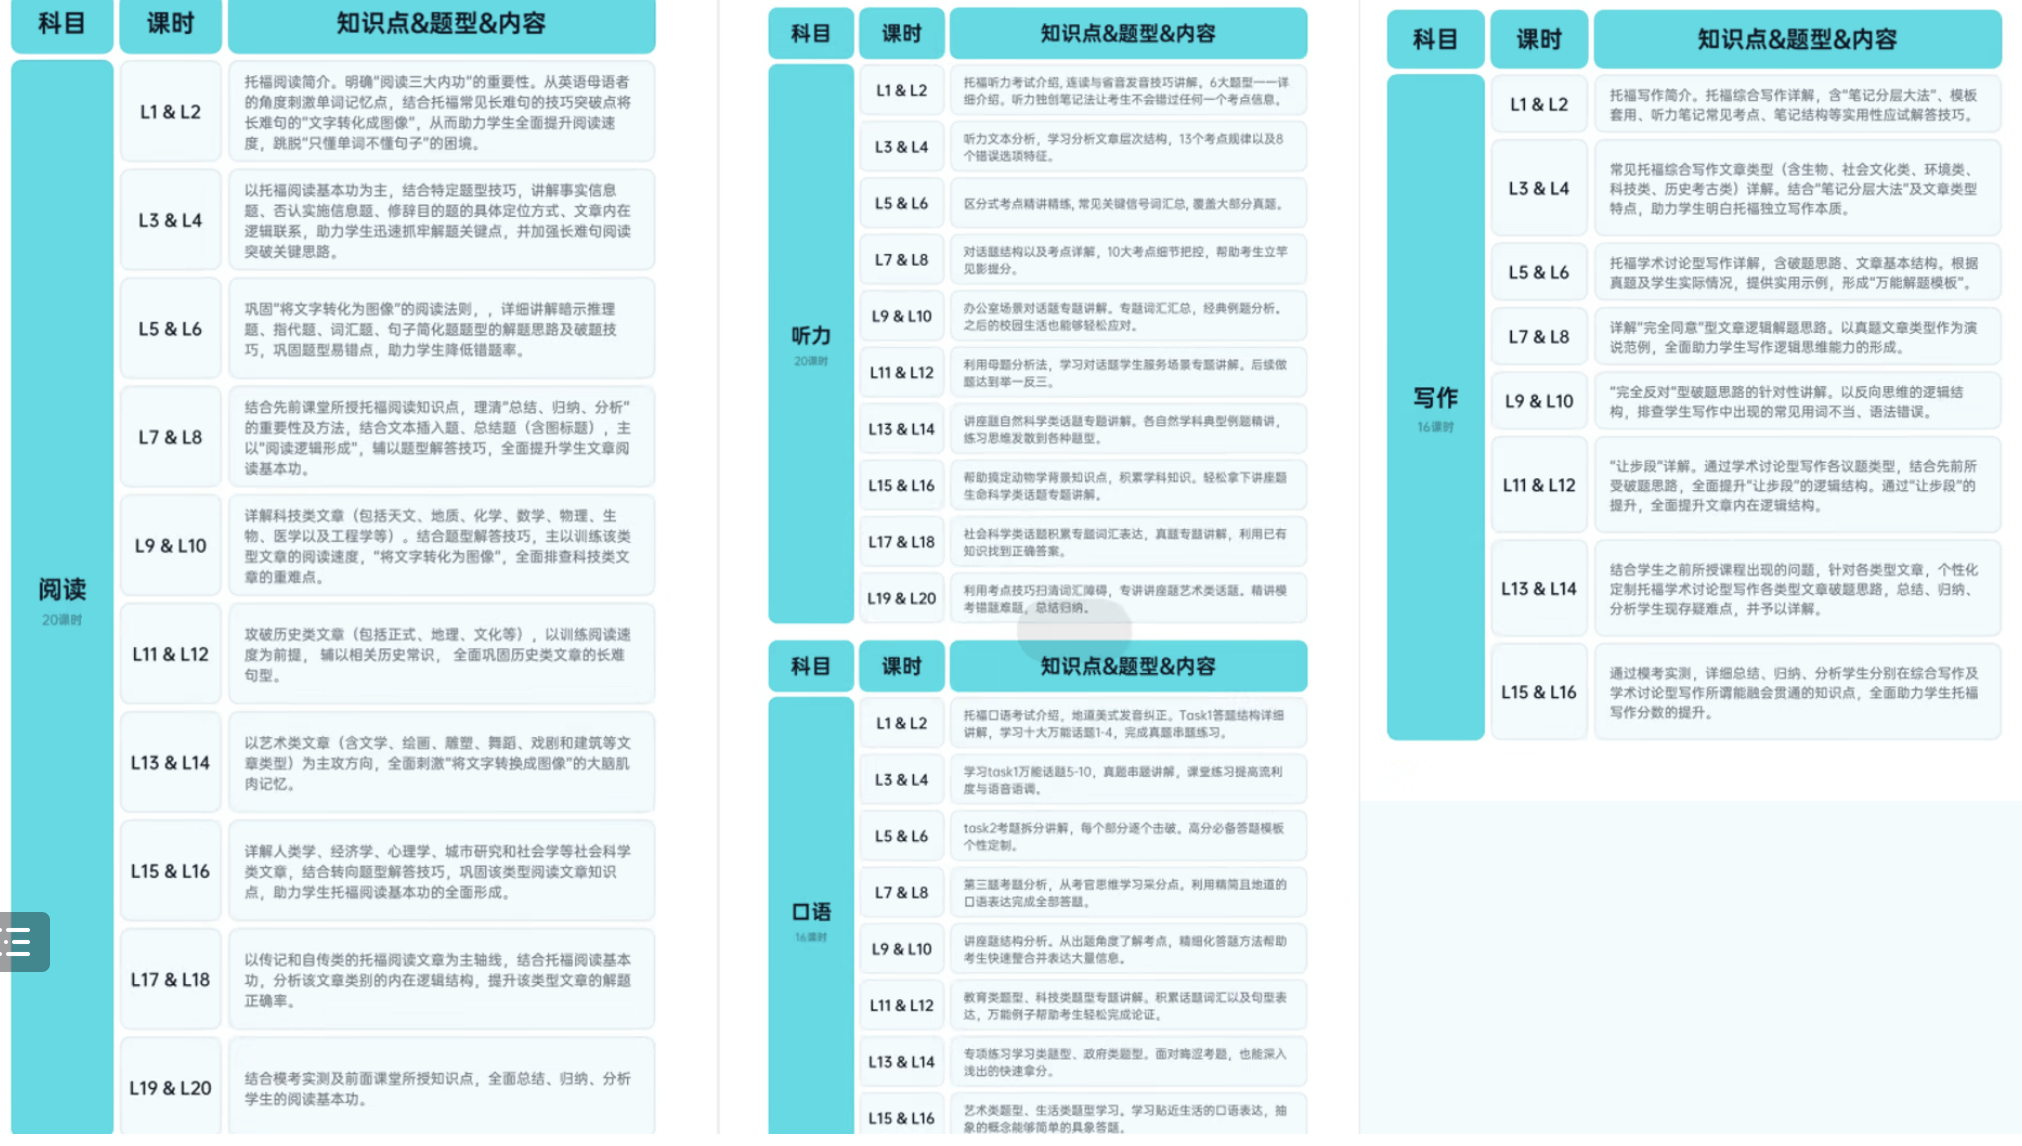 科目
课时
知识点&题型&内容
阅读
20课时
L1 & L2
托福阅读简介。明确“阅读三大内功”的重要性。从英语母语者
的角度刺激单词记忆点，结合托福常见长难句的技巧突破点将
长难句的“文字转化成图像”，从而助力学生全面提升阅读速
度，跳脱“只懂单词不懂句子”的困境。
L3 & L4
以托福阅读基本功为主，结合特定题型技巧，讲解事实信息
题、否认实施信息题、修辞目的题的具体定位方式、文章内在
逻辑联系，助力学生迅速抓牢解题关键点，并加强长难句阅读
突破关键思路。
L5 & L6
巩固“将文字转化为图像”的阅读法则，，详细讲解暗示推理
题、指代题、词汇题、句子简化题题型的解题思路及破题技
巧，巩固题型易错点，助力学生降低错题率。
L7 & L8
结合先前课堂所授托福阅读知识点，理清“总结、归纳、分析”
的重要性及方法，结合文本插入题、总结题（含图标题），主
以“阅读逻辑形成”，辅以题型解答技巧，全面提升学生文章阅
读基本功。
L9 & L10
详解科技类文章（包括天文、地质、化学、数学、物理、生
物、医学以及工程学等）。结合题型解答技巧，主以训练该类
型文章的阅读速度，“将文字转化为图像”，全面排查科技类文
章的重难点。
L11 & L12
攻破历史类文章（包括正式、地理、文化等），以训练阅读速
度为前提， 辅以相关历史常识， 全面巩固历史类文章的长难
句型。
L13 & L14
以艺术类文章（含文学、绘画、雕塑、舞蹈、戏剧和建筑等文
章类型）为主攻方向，全面刺激“将文字转换成图像”的大脑肌
肉记忆。
L15 & L16
详解人类学、经济学、心理学、城市研究和社会学等社会科学
类文章，结合转向题型解答技巧，巩固该类型阅读文章知识
点，助力学生托福阅读基本功的全面形成。
L17 & L18
以传记和自传类的托福阅读文章为主轴线，结合托福阅读基本
功，分析该文章类别的内在逻辑结构，提升该类型文章的解题
正确率。
L19 & L20
结合模考实测及前面课堂所授知识点，全面总结、归纳、分析
学生的阅读基本功。
科目
课时
知识点&题型&内容
听力
20课时
L1 & L2
托福听力考试介绍, 连读与省音发音技巧讲解，6大题型一一详
细介绍。听力独创笔记法让考生不会错过任何一个考点信息。
L3 & L4
听力文本分析，学习分析文章层次结构，13个考点规律以及8
个错误选项特征。
L5 & L6
区分式考点精讲精练, 常见关键信号词汇总, 覆盖大部分真题。
L7 & L8
对话题结构以及考点详解，10大考点细节把控，帮助考生立竿
见影提分。
L9 & L10
办公室场景对话题专题讲解。专题词汇汇总，经典例题分析。
之后的校园生活也能够轻松应对。
L11 & L12
利用母题分析法，学习对话题学生服务场景专题讲解。后续做
题达到举一反三。
L13 & L14
讲座题自然科学类话题专题讲解。各自然学科典型例题精讲，
练习思维发散到各种题型。
L15 & L16
帮助搞定动物学背景知识点，积累学科知识。轻松拿下讲座题
生命科学类话题专题讲解。
L17 & L18
社会科学类话题积累专题词汇表达，真题专题讲解，利用已有
知识找到正确答案。
L19 & L20
利用考点技巧扫清词汇障碍，专讲讲座题艺术类话题。精讲模
考错题难题，总结归纳。
科目
课时
知识点&题型&内容
口语
16课时
L1 & L2
托福口语考试介绍，地道美式发音纠正。Task1答题结构详细
讲解，学习十大万能话题1-4，完成真题串题练习。
L3 & L4
学习task1万能话题5-10，真题串题讲解，课堂练习提高流利
度与语音语调。
L5 & L6
task2考题拆分讲解，每个部分逐个击破。高分必备答题模板
个性定制。
L7 & L8
第三题考题分析，从考官思维学习采分点。利用精简且地道的
口语表达完成全部答题。
L9 & L10
讲座题结构分析。从出题角度了解考点，精细化答题方法帮助
考生快速整合并表达大量信息。
L11 & L12
教育类题型、科技类题型专题讲解。积累话题词汇以及句型表
达，万能例子帮助考生轻松完成论证。
L13 & L14
专项练习学习类题型、政府类题型。面对晦涩考题，也能深入
浅出的快速拿分。
L15 & L16
艺术类题型、生活类题型学习。学习贴近生活的口语表达，抽
象的概念能够简单的具象答题。
科目
课时
知识点&题型&内容
写作
16课时
L1 & L2
托福写作简介。托福综合写作详解，含“笔记分层大法”、模板
套用、听力笔记常见考点、笔记结构等实用性应试解答技巧。
L3 & L4
常见托福综合写作文章类型（含生物、社会文化类、环境类、
科技类、历史考古类）详解。结合“笔记分层大法”及文章类型
特点，助力学生明白托福独立写作本质。
L5 & L6
托福学术讨论型写作详解，含破题思路、文章基本结构。根据
真题及学生实际情况，提供实用示例，形成“万能解题模板”。
L7 & L8
详解“完全同意”型文章逻辑解题思路。以真题文章类型作为演
说范例，全面助力学生写作逻辑思维能力的形成。
L9 & L10
“完全反对”型破题思路的针对性讲解。以反向思维的逻辑结
构，排查学生写作中出现的常见用词不当、语法错误。
L11 & L12
“让步段”详解。通过学术讨论型写作各议题类型，结合先前所
受破题思路，全面提升“让步段”的逻辑结构。通过“让步段”的
提升，全面提升文章内在逻辑结构。
L13 & L14
结合学生之前所授课程出现的问题，针对各类型文章，个性化
定制托福学术讨论型写作各类型文章破题思路，总结、归纳、
分析学生现存疑难点，并予以详解。
L15 & L16
通过模考实测，详细总结、归纳、分析学生分别在综合写作及
学术讨论型写作所谓能融会贯通的知识点，全面助力学生托福
写作分数的提升。